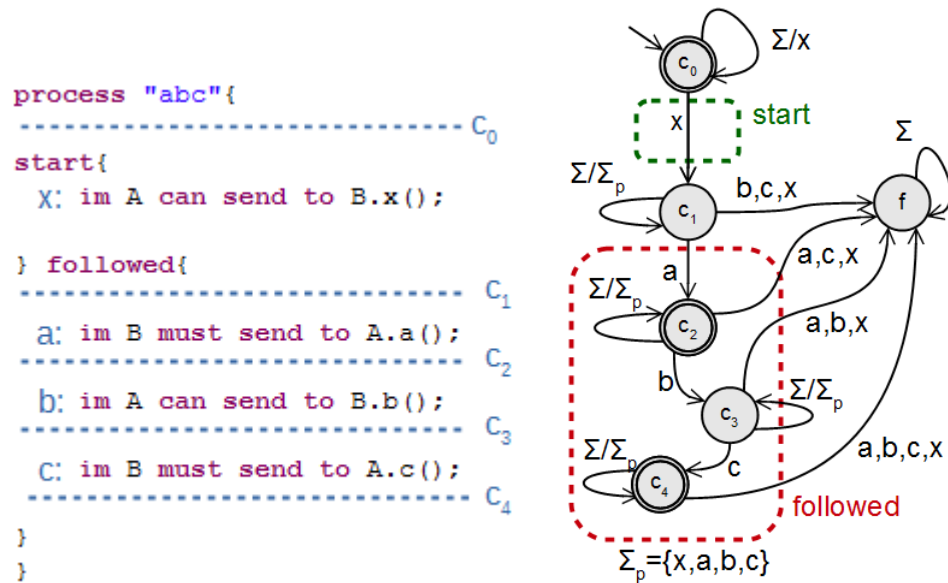 process "abc"{
C0
start{
x: im A can send to B.x();
} followed{
C1
a: im B must send to A.a();
C2
b: im A can send to B.b();
C3
c: im B must send to A.c();
C4
}
}
c0
Σ/x
x
start
Σ/Σp
c1
b,c,x
Σ
f
a
a,c,x
Σ/Σp
c2
a,b,x
b
c3
Σ/Σp
Σ/Σp
c
a,b,c,x
c4
followed
Σp={x,a,b,c}